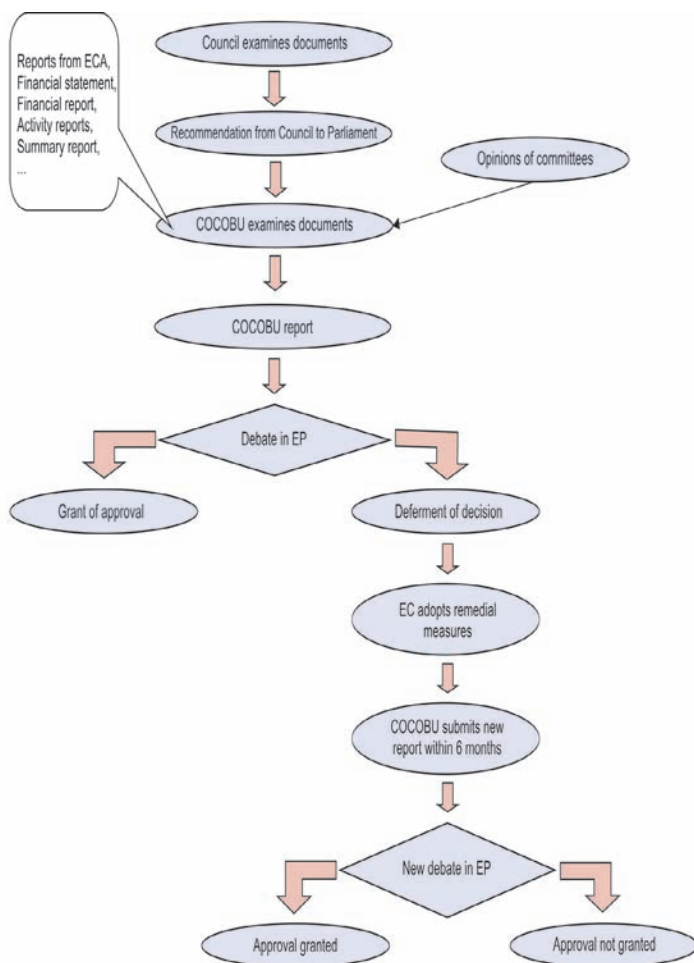 Council examines documents
Reports from ECA,
Financial statement,
Financial report,
Activity reports,
Summary report,
...
Recommendation from Council to Parliament
Opinions of committees
COCOBU examines documents
COCOBU report
Debate in EP
Grant of approval
Deferment of decision
EC adopts remedial
measures
COCOBU submits new
report within 6 months
New debate in EP
Approval granted
Approval not granted